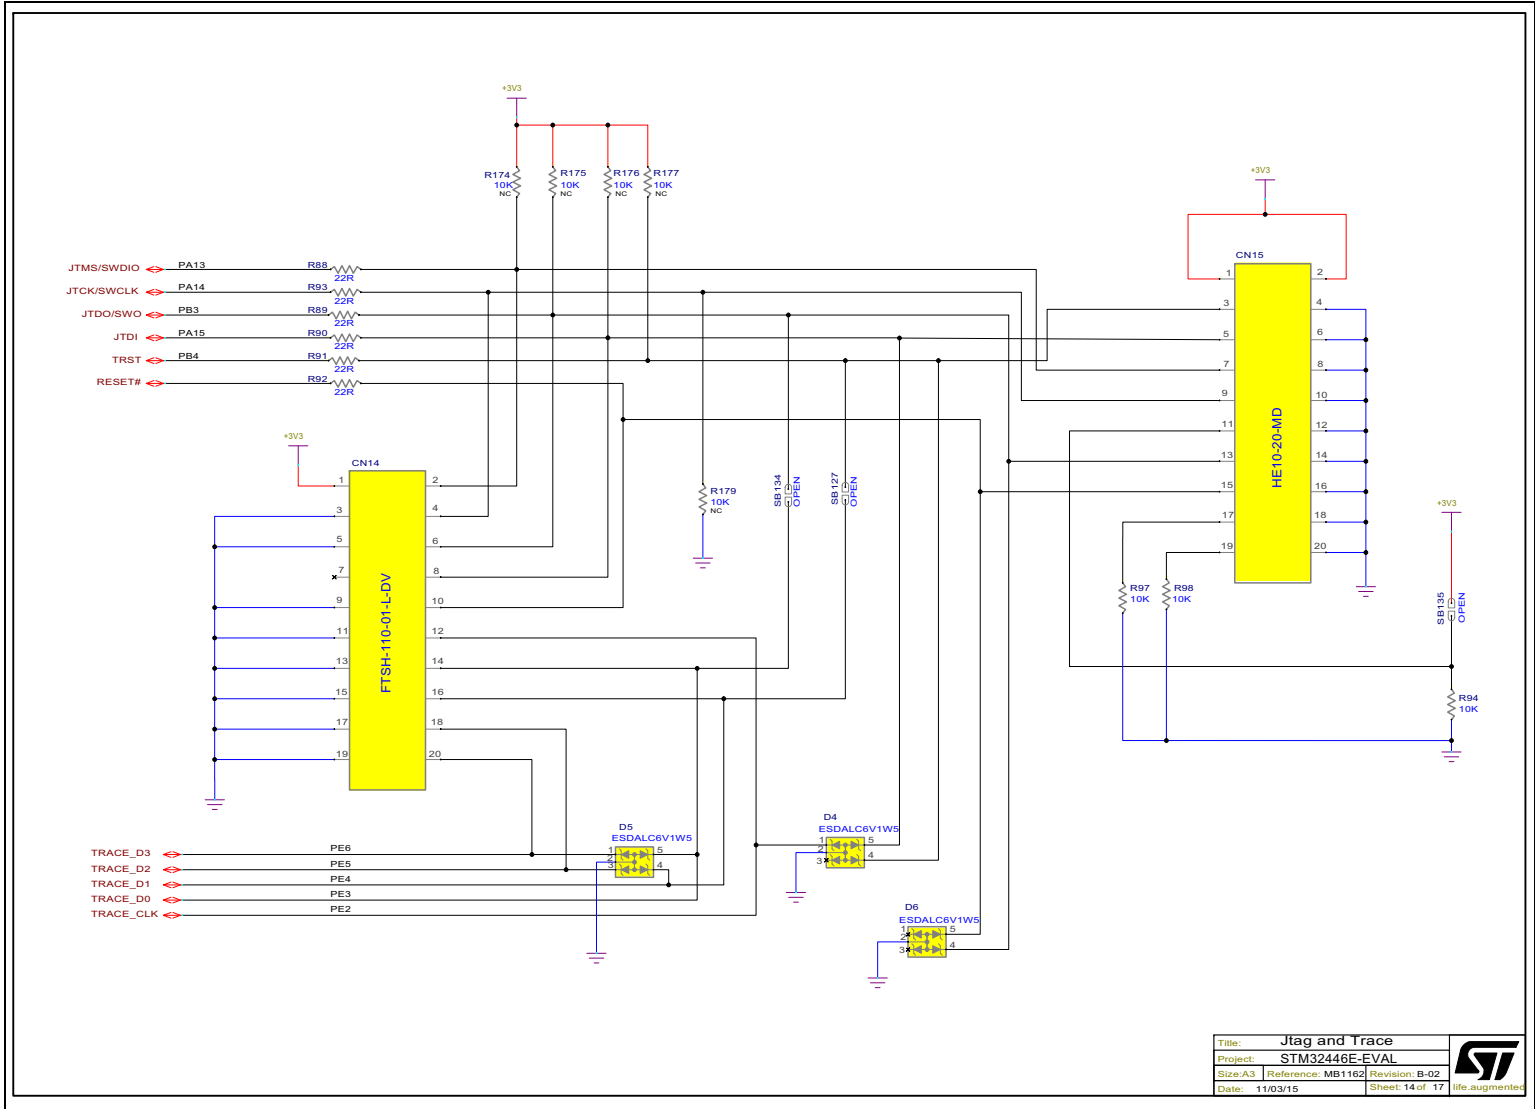 +3V3
R174
10K
NC
R175
10K
NC
R176
10K
NC
R177
10K
NC
+3V3
CN15
JTMS/SWDIO PA13 R88
22R
JTCK/SWCLK PA14 R93
22R
JTDO/SWO PB3 R89
22R
JTDI PA15 R90
22R
TRST PB4 R91
22R
RESET# R92
22R
1 2
3 4
5 6
7 8
9 10
11 12
13 14
15 16
17 18
19 20
HE10-20-MD
+3V3
CN14
1 2
3 4
5 6
7 8
9 10
11 12
13 14
15 16
17 18
19 20
FTSH-110-01-L-DV
R179
10K
NC
SB134
OPEN
SB127
OPEN
R97
10K
R98
10K
+3V3
SB135
OPEN
R94
10K
D5
ESDALC6V1W5
1 5
2
3 4
D4
ESDALC6V1W5
1 5
2
3 4
D6
ESDALC6V1W5
1 5
2
3 4
TRACE_D3 PE6
TRACE_D2 PE5
TRACE_D1 PE4
TRACE_D0 PE3
TRACE_CLK PE2
Title: Jtag and Trace
Project: STM32446E-EVAL
Size:A3 Reference: MB1162 Revision: B-02
Date: 11/03/15 Sheet: 14 of 17
ST
life.augmented